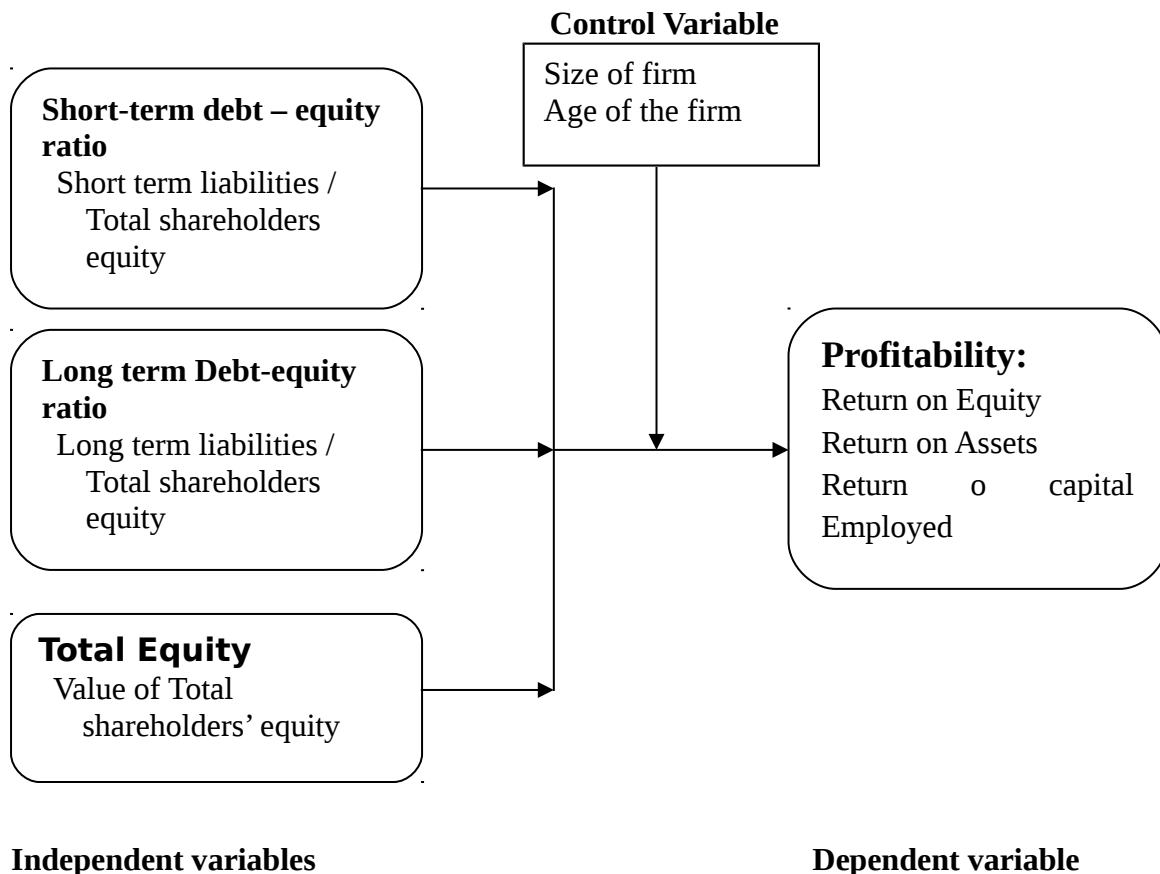 Control Variable
Size of firm
Age of the firm
Short-term debt – equity
ratio
Short term liabilities /
Total shareholders
equity
Long term Debt-equity
ratio
Long term liabilities /
Total shareholders
equity
Profitability:
Return on Equity
Return on Assets
Return o capital
Employed
Total Equity
Value of Total
shareholders’ equity
Independent variables
Dependent variable